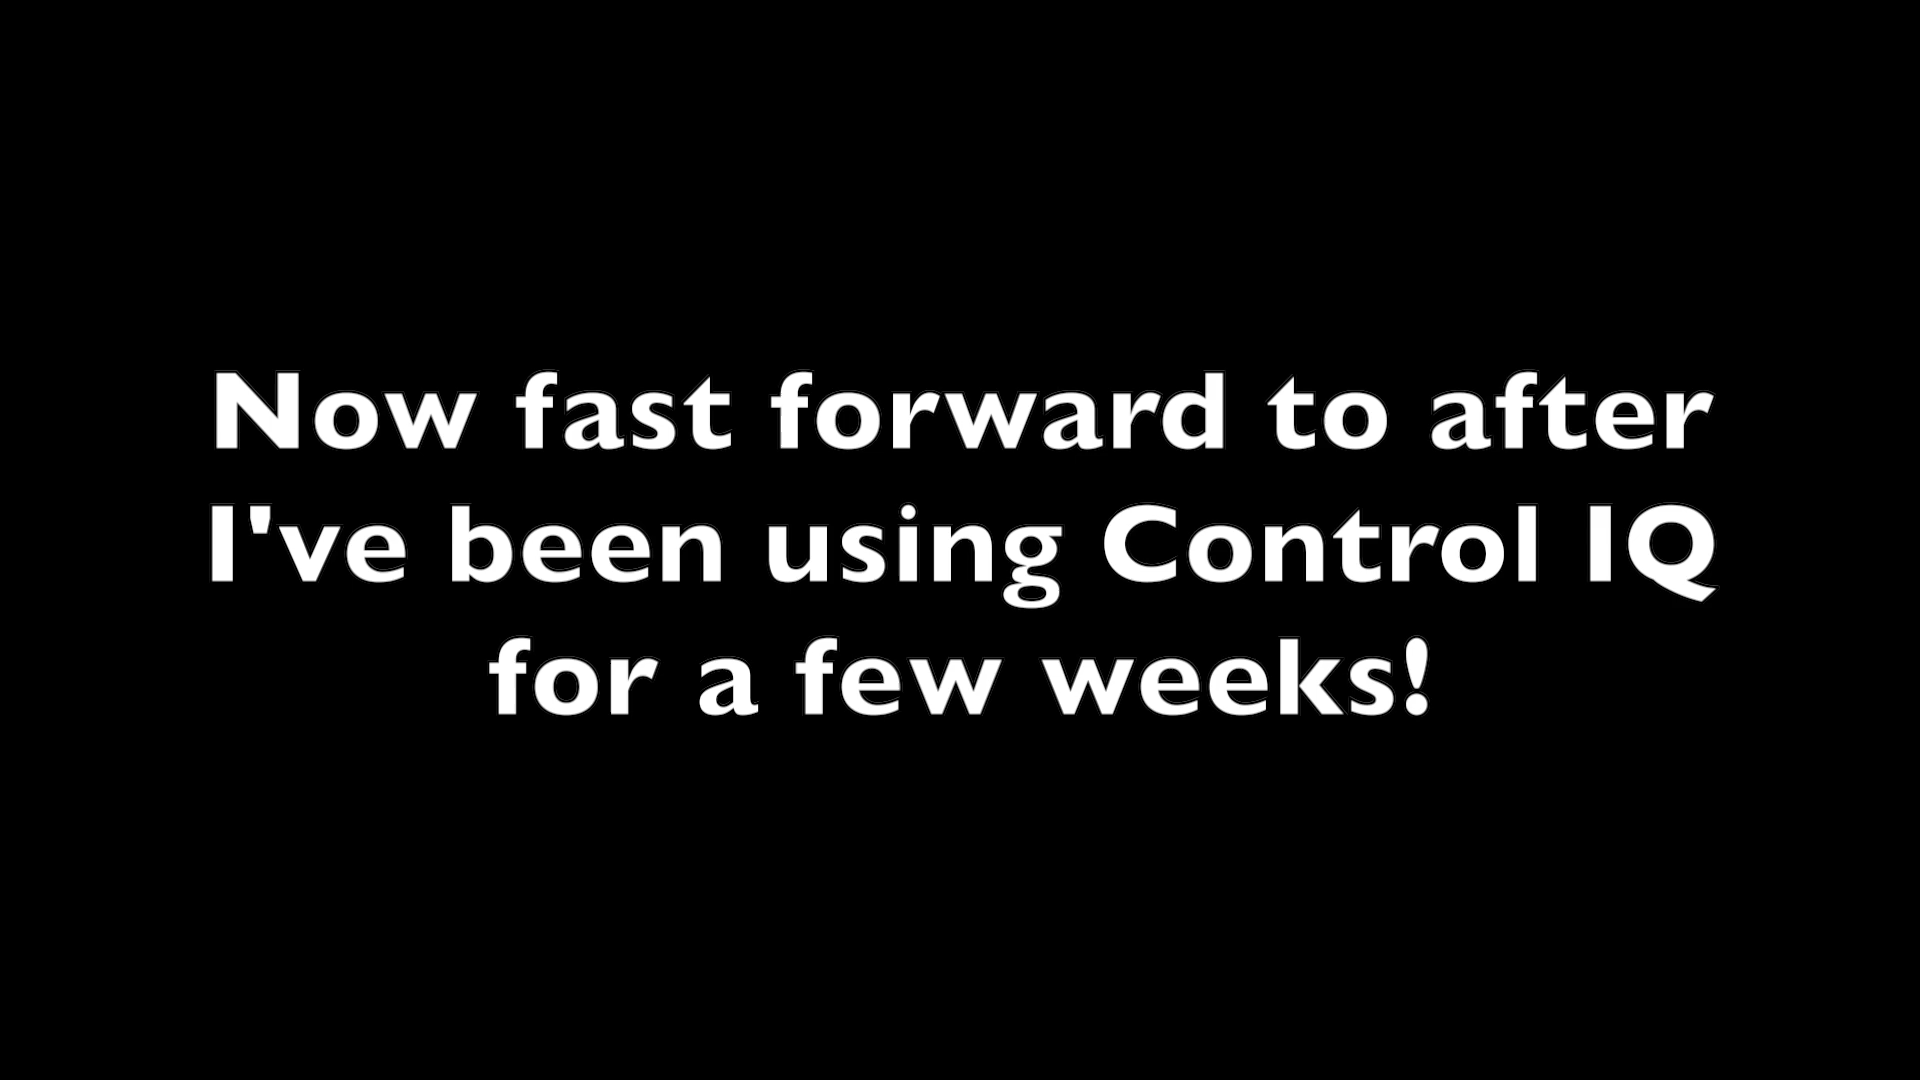 Now fast forward to after
I've been using Control IQ
for a few weeks!